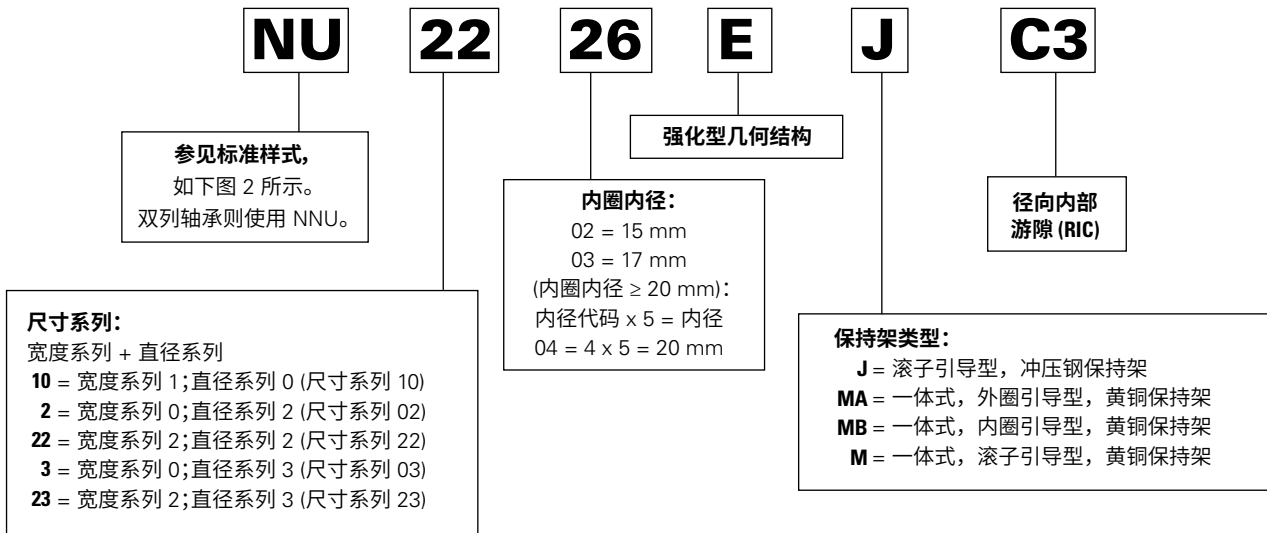 NU 22 26 E J C3
参见标准样式,
如下图 2 所示。
双列轴承则使用 NNU。
强化型几何结构
内圈内径：
02 = 15 mm
03 = 17 mm
(内圈内径 ≥ 20 mm)：
内径代码 x 5 = 内径
04 = 4 x 5 = 20 mm
径向内部
游隙 (RIC)
尺寸系列：
宽度系列 + 直径系列
10 = 宽度系列 1；直径系列 0 (尺寸系列 10)
2 = 宽度系列 0；直径系列 2 (尺寸系列 02)
22 = 宽度系列 2；直径系列 2 (尺寸系列 22)
3 = 宽度系列 0；直径系列 3 (尺寸系列 03)
23 = 宽度系列 2；直径系列 3 (尺寸系列 23)
保持架类型：
J = 滚子引导型，冲压钢保持架
MA = 一体式，外圈引导型，黄铜保持架
MB = 一体式，内圈引导型，黄铜保持架
M = 一体式，滚子引导型，黄铜保持架